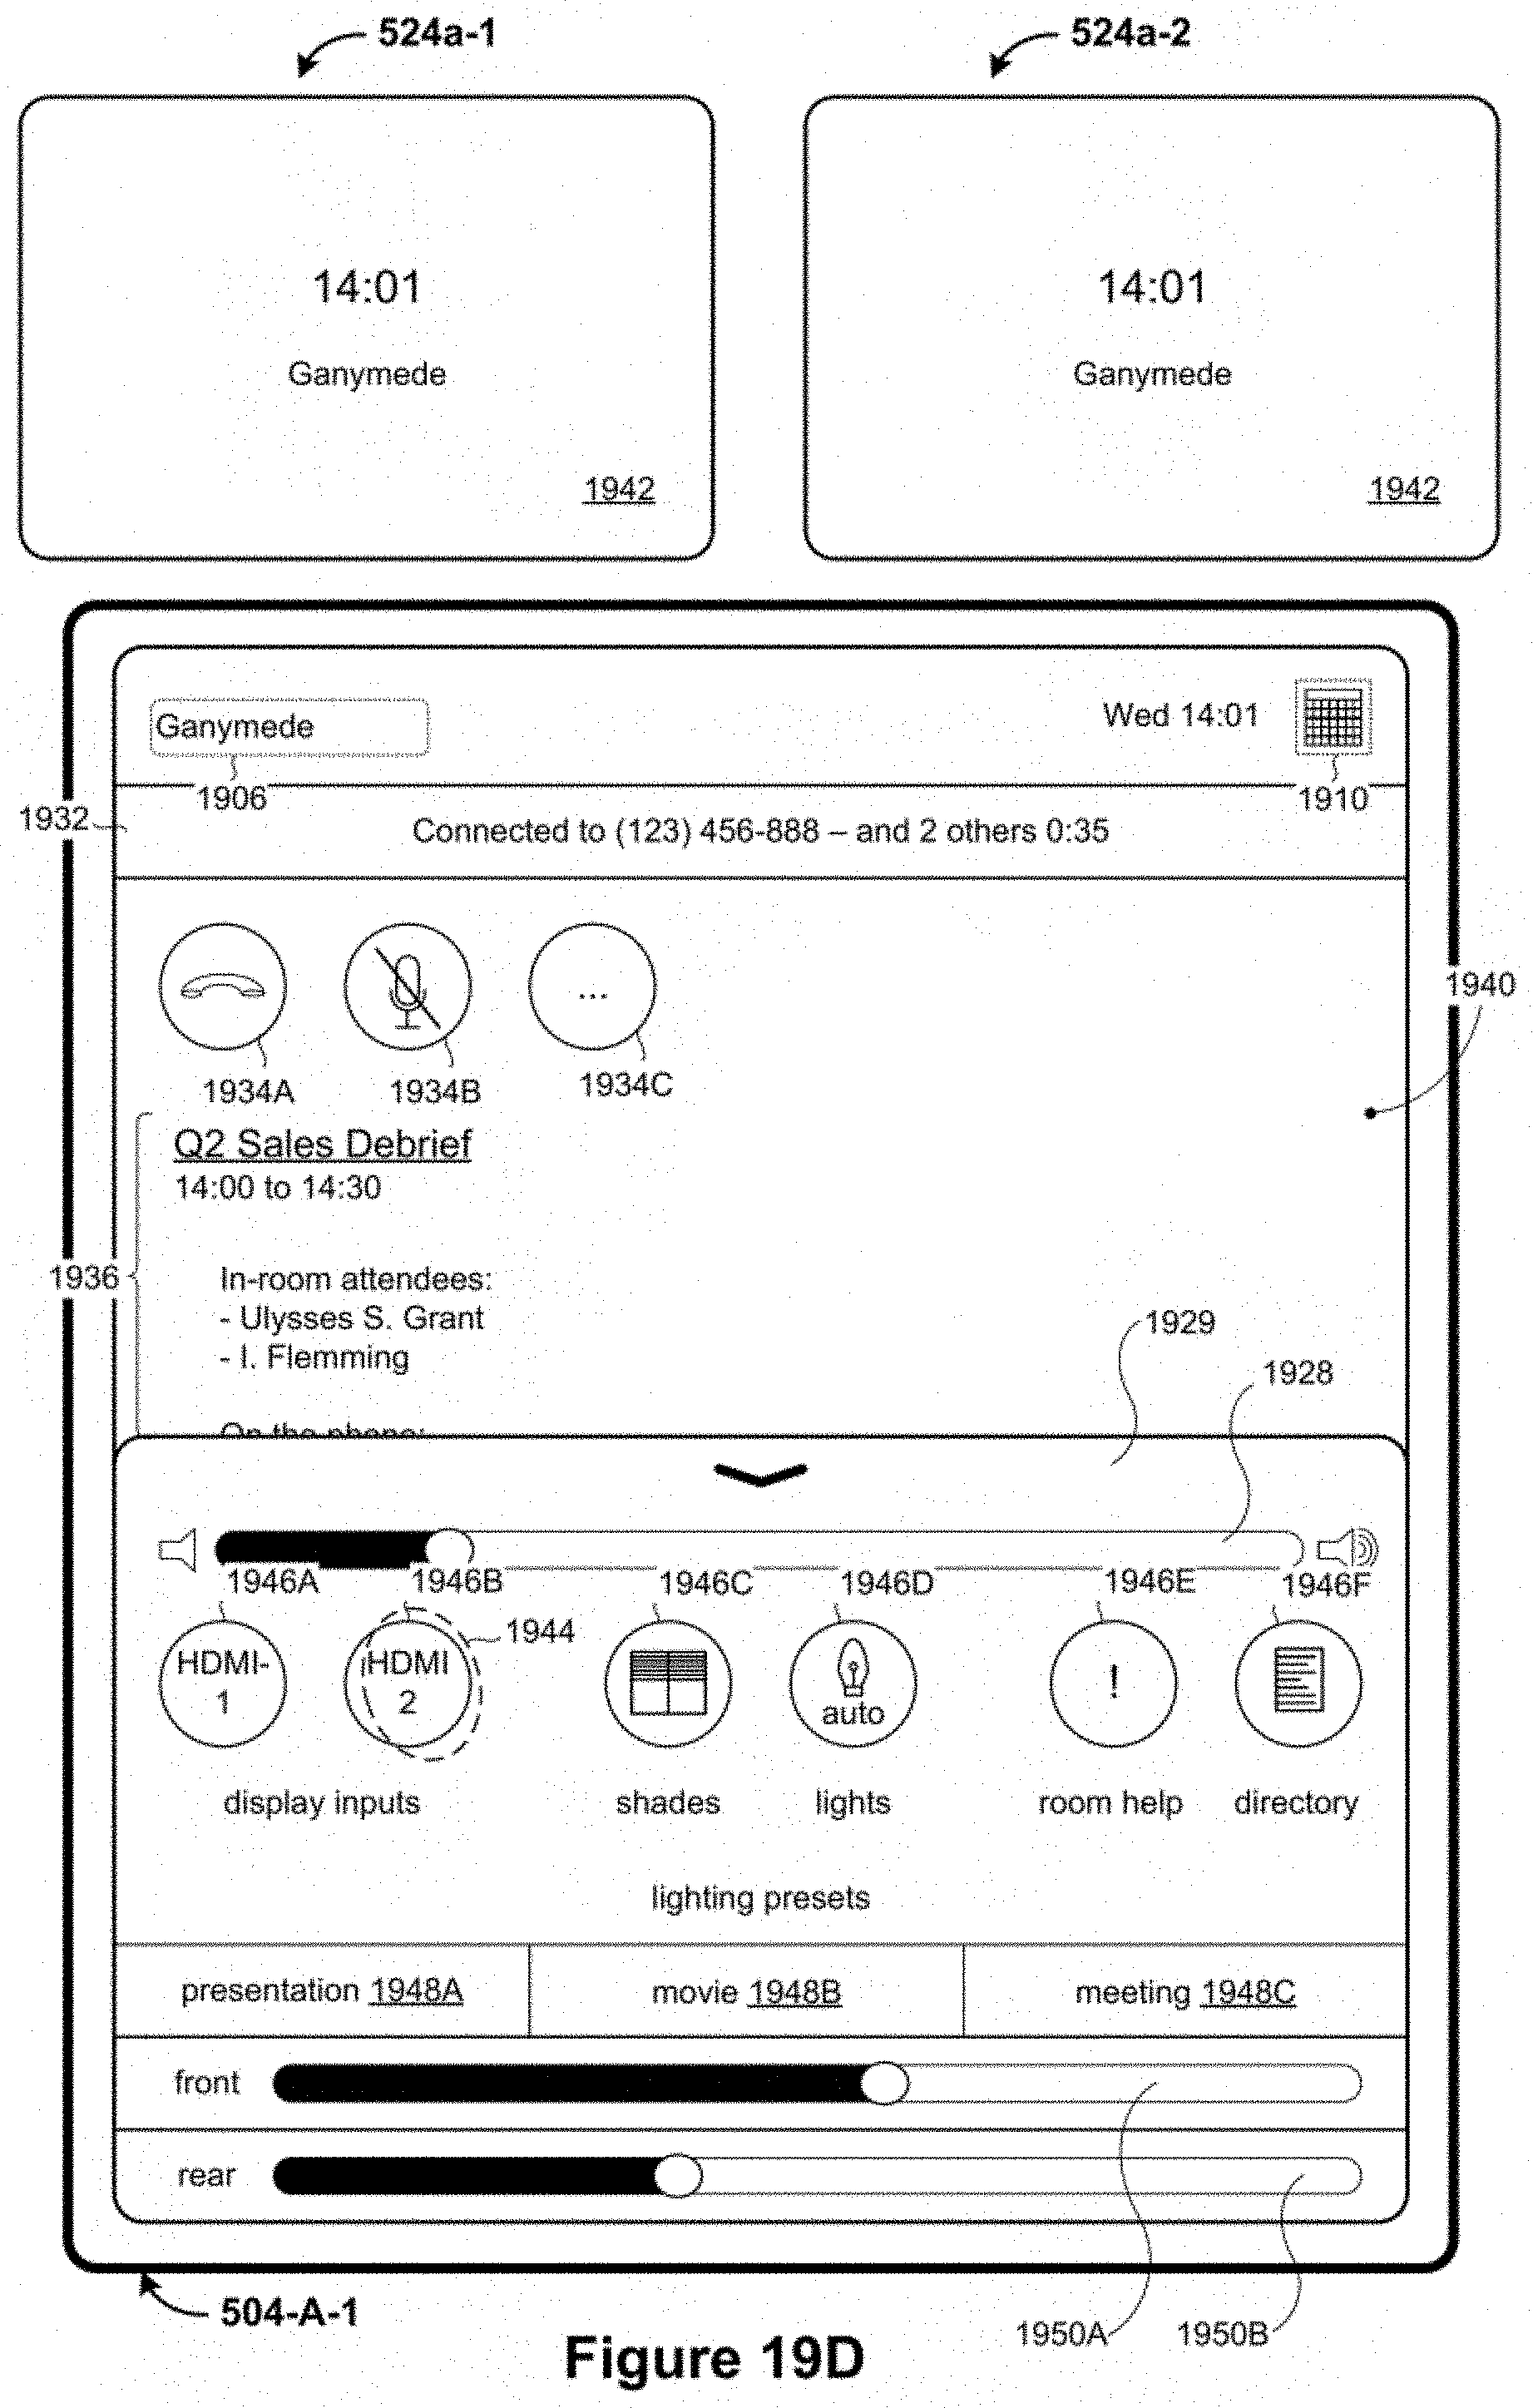 524a-1
524a-2
14:01
Ganymede
1942
14:01
Ganymede
1942
Ganymede
Wed 14:01
1906
1910
1932
Connected to (123) 456-888 – and 2 others 0:35
1940
1934A
1934B
...
1934C
Q2 Sales Debrief
14:00 to 14:30
1936
In-room attendees:
- Ulysses S. Grant
- I. Flemming
1929
1928
On the phone:
1946A
1946B
1946C
1946D
1946E
1946F
1944
HDMI-
1
HDMI
2
auto
!
display inputs
shades
lights
room help
directory
lighting presets
presentation 1948A
movie 1948B
meeting 1948C
front
rear
504-A-1
1950A
1950B
Figure 19D